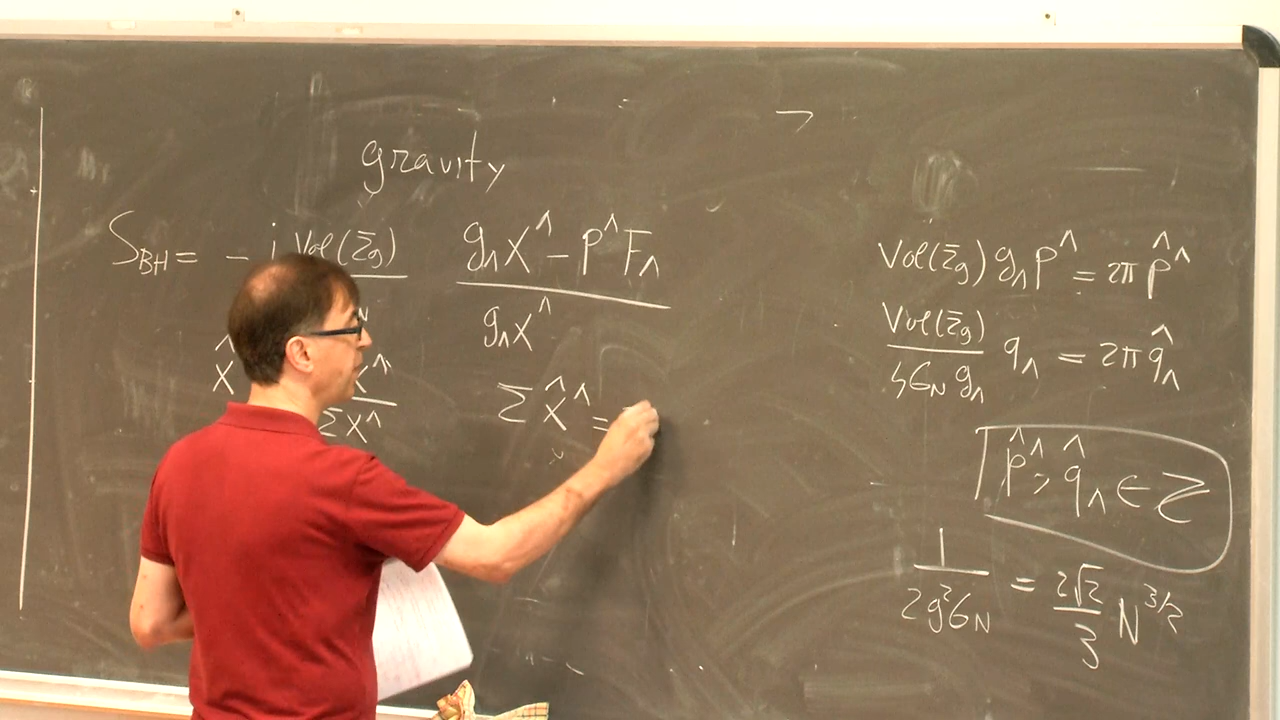 gravity
S_BH = - i Vol(Σ_g) / (g_Λ X^Λ - p^Λ F_Λ) / (g_Λ X^Λ)
X̂ X^Λ / Σ X^Λ
Σ X̂^Λ =
Vol(Σ_g) g_Λ p^Λ = 2π p̂^Λ
Vol(Σ_g) / (4G_N g_Λ) q_Λ = 2π q̂_Λ
p̂^Λ, q̂_Λ ∈ Z
1 / (2g²G_N) = (2√2 / 3) N^{3/2}